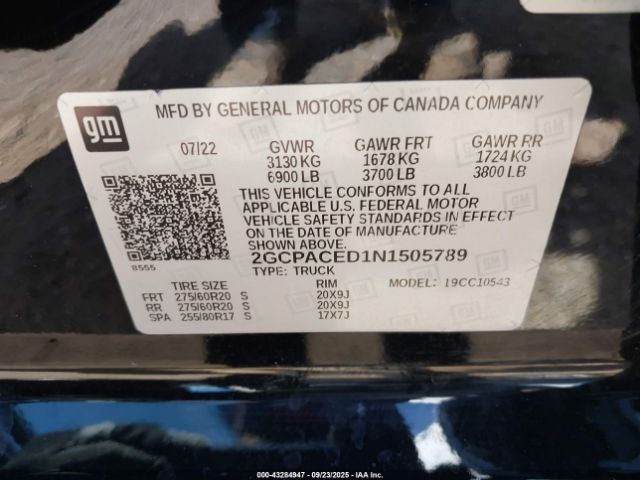 MFD BY GENERAL MOTORS OF CANADA COMPANY
gm
07/22 GVWR GAWR FRT GAWR RR
3130 KG 1678 KG 1724 KG
6900 LB 3700 LB 3800 LB
THIS VEHICLE CONFORMS TO ALL
APPLICABLE U.S. FEDERAL MOTOR
VEHICLE SAFETY STANDARDS IN EFFECT
ON THE DATE OF MANUFACTURE
SHOWN ABOVE.
8555
2GCPACED1N1505789
TYPE: TRUCK MODEL: 19CC10543
TIRE SIZE RIM
FRT 275/60R20 S 20X9J
RR 275/60R20 S 20X9J
SPA 255/80R17 S 17X7J
000-43284947 - 09/23/2025 - IAAI.COM